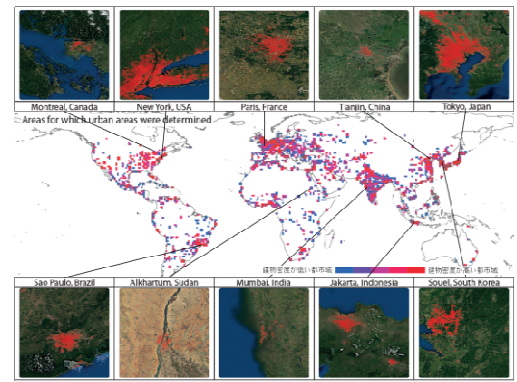 Montreal, Canada
New York, USA
Paris, France
Tianjin, China
Tokyo, Japan
Areas for which urban areas were determined
建物密度が低い都市域
建物密度が高い都市域
Sao Paulo, Brazil
Alkhartum, Sudan
Mumbai, India
Jakarta, Indonesia
Souel, South Korea